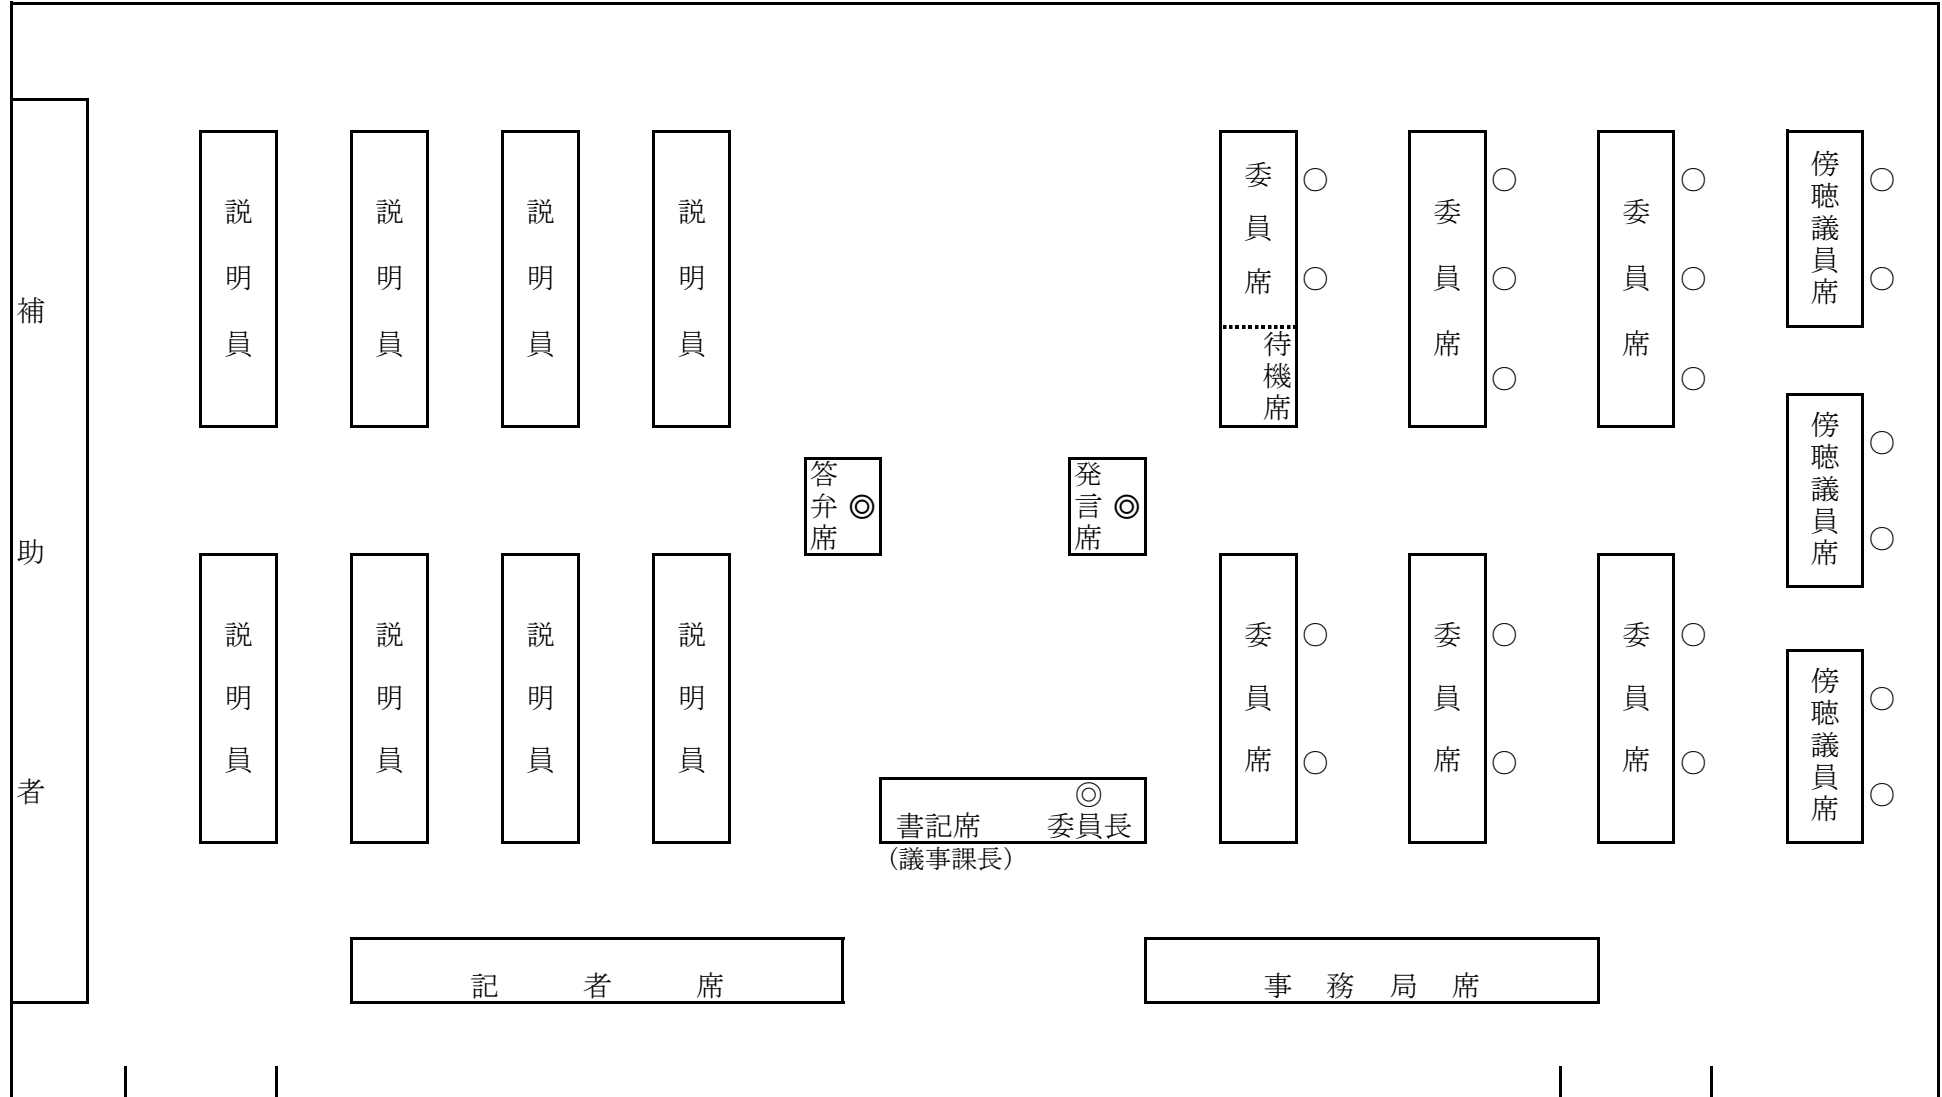 補助者
説明員
説明員
説明員
説明員
委員席
待機席
委員席
委員席
傍聴議員席
傍聴議員席
答弁席 ◎
発言席 ◎
説明員
説明員
説明員
説明員
委員席
委員席
委員席
傍聴議員席
◎
書記席 委員長
(議事課長)
記者席
事務局席